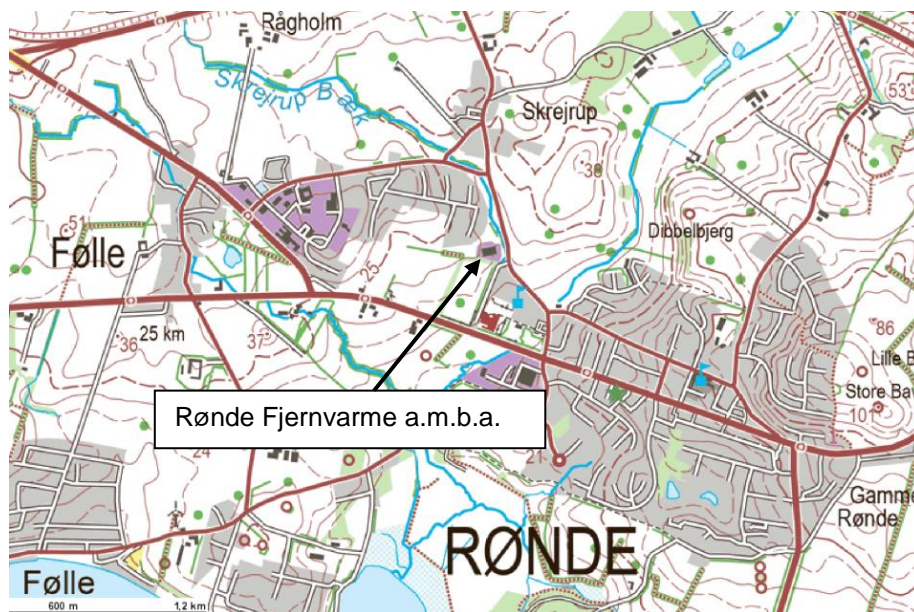 Rågholm
Skrejrup Bæk
Skrejrup
53
38
Dibbelbjerg
51
Følle
25
25 km
36
37
86
Lille B
Store Bav
101
Rønde Fjernvarme a.m.b.a.
24
21
Gamme
Rønde
RØNDE
Følle
600 m
1,2 km